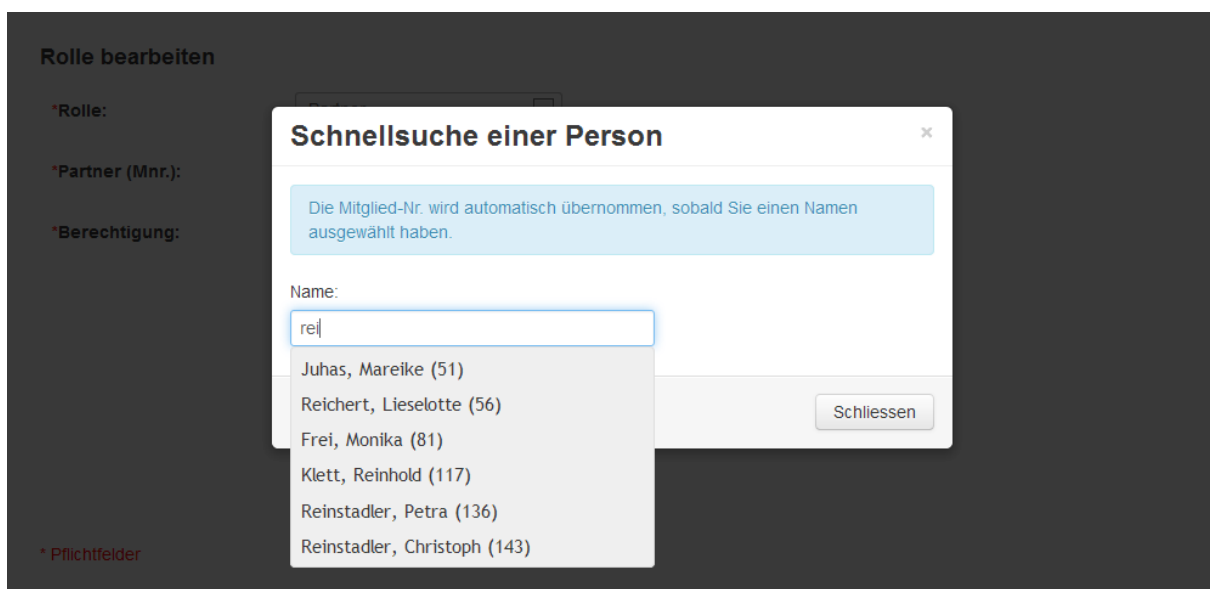 Rolle bearbeiten
*Rolle:
Schnellsuche einer Person
×
*Partner (Mnr.):
Die Mitglied-Nr. wird automatisch übernommen, sobald Sie einen Namen
ausgewählt haben.
*Berechtigung:
Name:
rei
Juhas, Mareike (51)
Reichert, Lieselotte (56)
Schliessen
Frei, Monika (81)
Klett, Reinhold (117)
Reinstadler, Petra (136)
Reinstadler, Christoph (143)
* Pflichtfelder